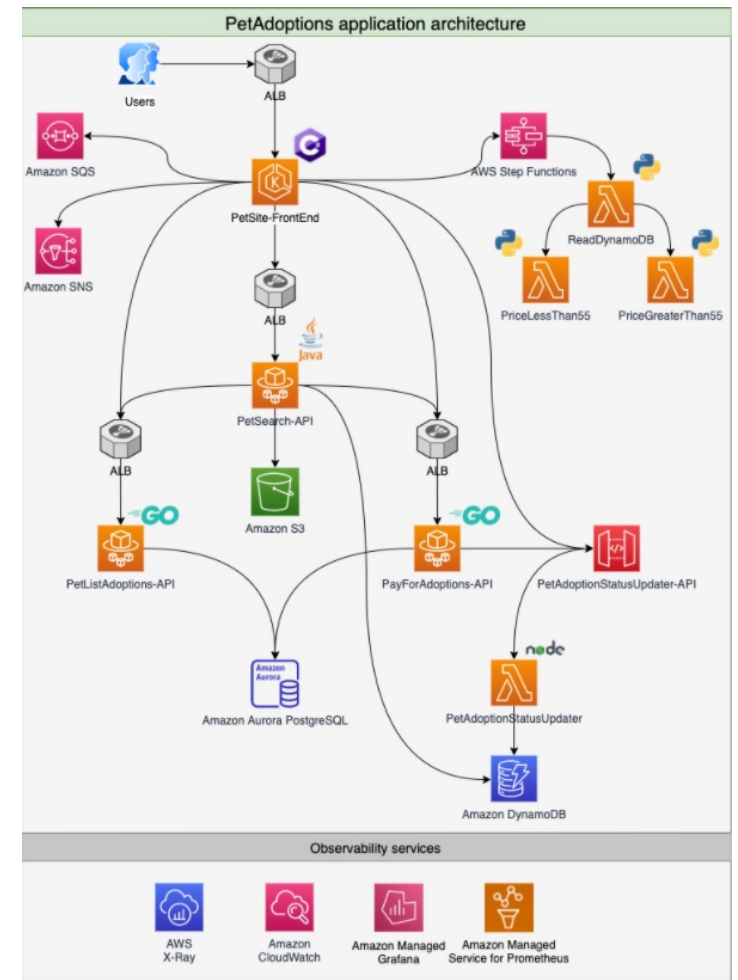 PetAdoptions application architecture
Users
ALB
Amazon SQS
PetSite-FrontEnd
AWS Step Functions
ReadDynamoDB
Amazon SNS
ALB
PriceLessThan55
PriceGreaterThan55
Java
PetSearch-API
ALB
ALB
Amazon S3
GO
GO
PetListAdoptions-API
PayForAdoptions-API
PetAdoptionStatusUpdater-API
node
Amazon
Aurora
Amazon Aurora PostgreSQL
PetAdoptionStatusUpdater
Amazon DynamoDB
Observability services
AWS
X-Ray
Amazon
CloudWatch
Amazon Managed
Grafana
Amazon Managed
Service for Prometheus